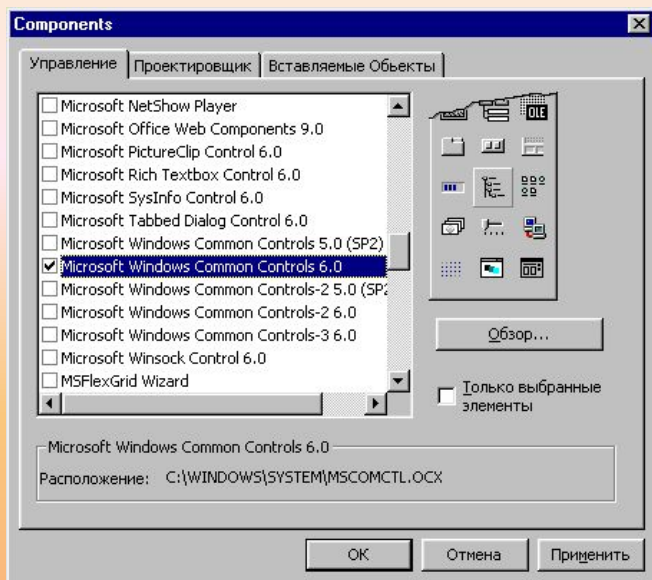 Components
Управление
Проектировщик
Вставляемые Обьекты
Microsoft NetShow Player
Microsoft Office Web Components 9.0
Microsoft PictureClip Control 6.0
Microsoft Rich Textbox Control 6.0
Microsoft SysInfo Control 6.0
Microsoft Tabbed Dialog Control 6.0
Microsoft Windows Common Controls 5.0 (SP2)
Microsoft Windows Common Controls 6.0
Microsoft Windows Common Controls-2 5.0 (SP2
Microsoft Windows Common Controls-2 6.0
Microsoft Windows Common Controls-3 6.0
Microsoft Winsock Control 6.0
MSFlexGrid Wizard
OLE
Обзор...
Только выбранные
элементы
Microsoft Windows Common Controls 6.0
Расположение: C:\WINDOWS\SYSTEM\MSCOMCTL.OCX
OK
Отмена
Применить